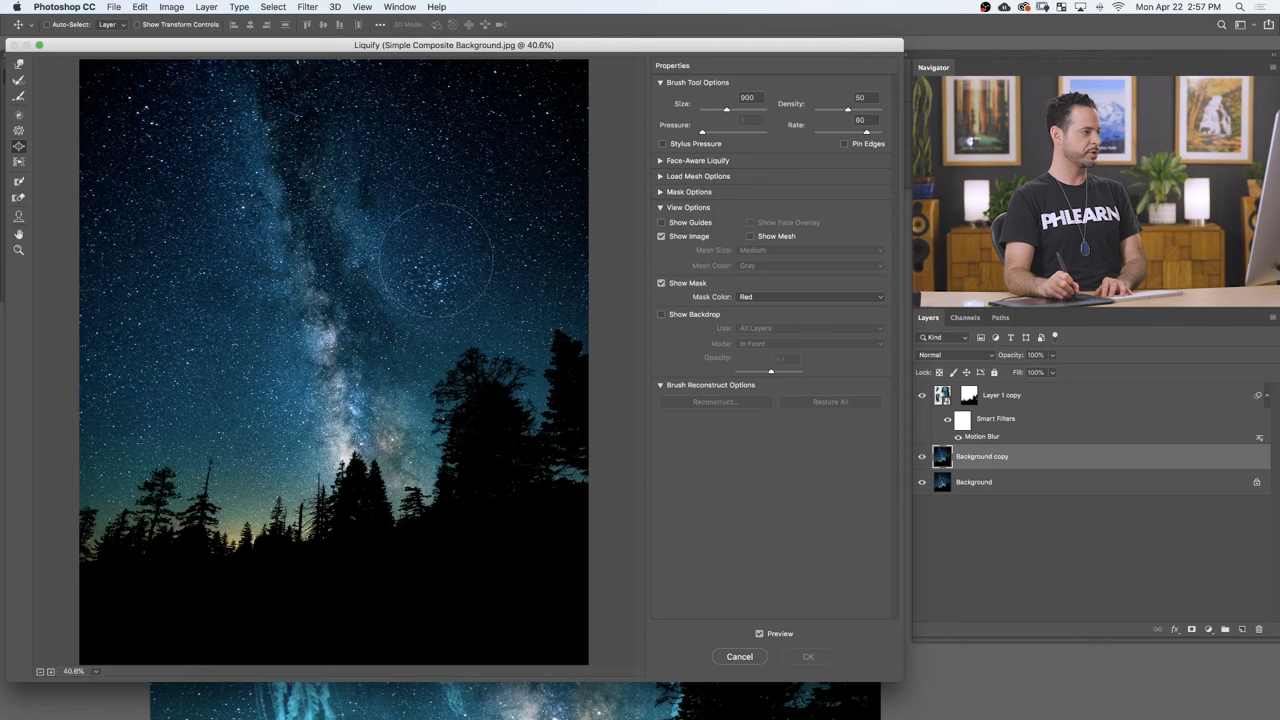 Photoshop CC File Edit Image Layer Type Select Filter 3D View Window Help Mon Apr 22 2:57 PM
Auto-Select: Layer Show Transform Controls 3D Mode:
Liquify (Simple Composite Background.jpg @ 40.6%)
Properties
Brush Tool Options
Size: 900 Density: 50
Pressure: Rate: 80
Stylus Pressure Pin Edges
Face-Aware Liquify
Load Mesh Options
Mask Options
View Options
Show Guides Show Face Overlay
Show Image Show Mesh
Mesh Size: Medium
Mesh Color: Gray
Show Mask
Mask Color: Red
Show Backdrop
Use: All Layers
Mode: In Front
Opacity:
Brush Reconstruct Options
Reconstruct... Restore All
Preview
Cancel OK
40.6%
Navigator
PHLEARN
Layers Channels Paths
Kind
Normal Opacity: 100%
Lock: Fill: 100%
Layer 1 copy
Smart Filters
Motion Blur
Background copy
Background